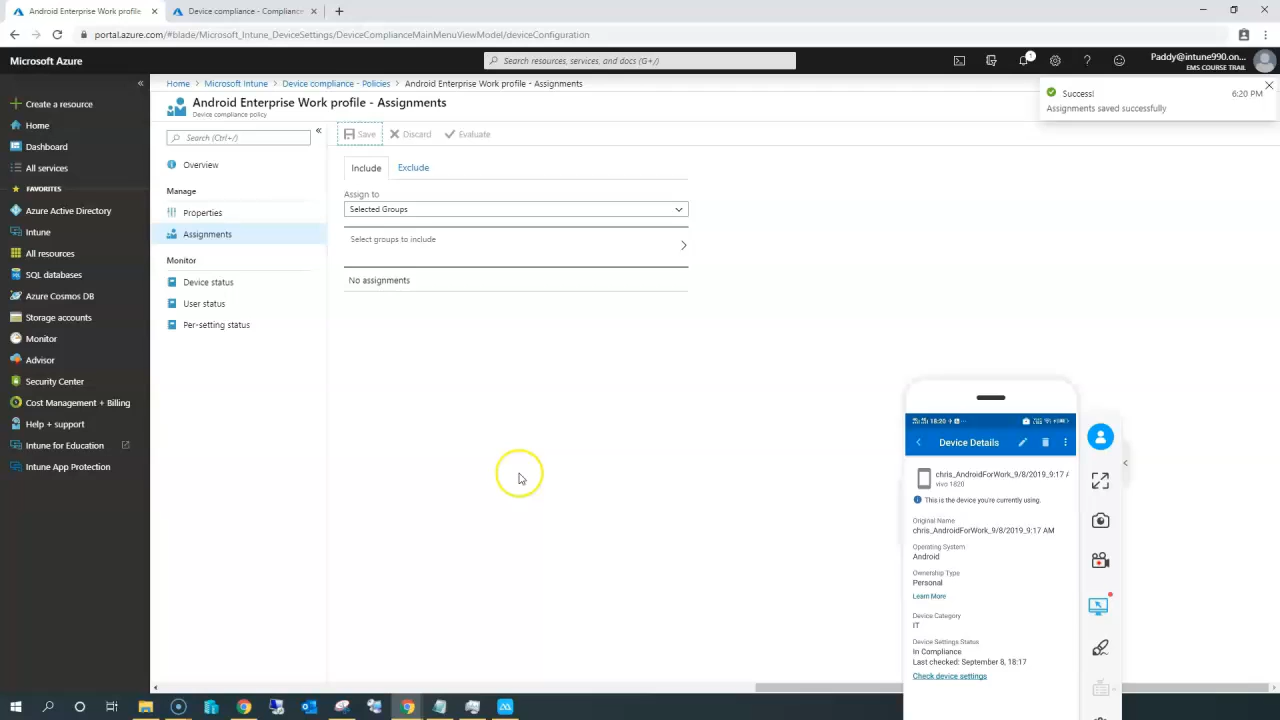 Android Enterprise Work profile
Device compliance - Compliance
portal.azure.com/#blade/Microsoft_Intune_DeviceSettings/DeviceComplianceMainMenuViewModel/deviceConfiguration
Microsoft Azure
Search resources, services, and docs (G+/)
1
Paddy@intune990.on...
EMS COURSE TRAIL
Create a resource
Home
Dashboard
All services
FAVORITES
Azure Active Directory
Intune
All resources
SQL databases
Azure Cosmos DB
Storage accounts
Monitor
Advisor
Security Center
Cost Management + Billing
Help + support
Intune for Education
Intune App Protection
Home > Microsoft Intune > Device compliance - Policies > Android Enterprise Work profile - Assignments
Android Enterprise Work profile - Assignments
Device compliance policy
Search (Ctrl+/)
Overview
Manage
Properties
Assignments
Monitor
Device status
User status
Per-setting status
Save Discard Evaluate
Include Exclude
Assign to
Selected Groups
Select groups to include
No assignments
Success! 6:20 PM
Assignments saved successfully
18:20
Device Details
chris_AndroidForWork_9/8/2019_9:17
vivo 1820
This is the device you're currently using.
Original Name
chris_AndroidForWork_9/8/2019_9:17 AM
Operating System
Android
Ownership Type
Personal
Learn More
Device Category
IT
Device Settings Status
In Compliance
Last checked: September 8, 18:17
Check device settings